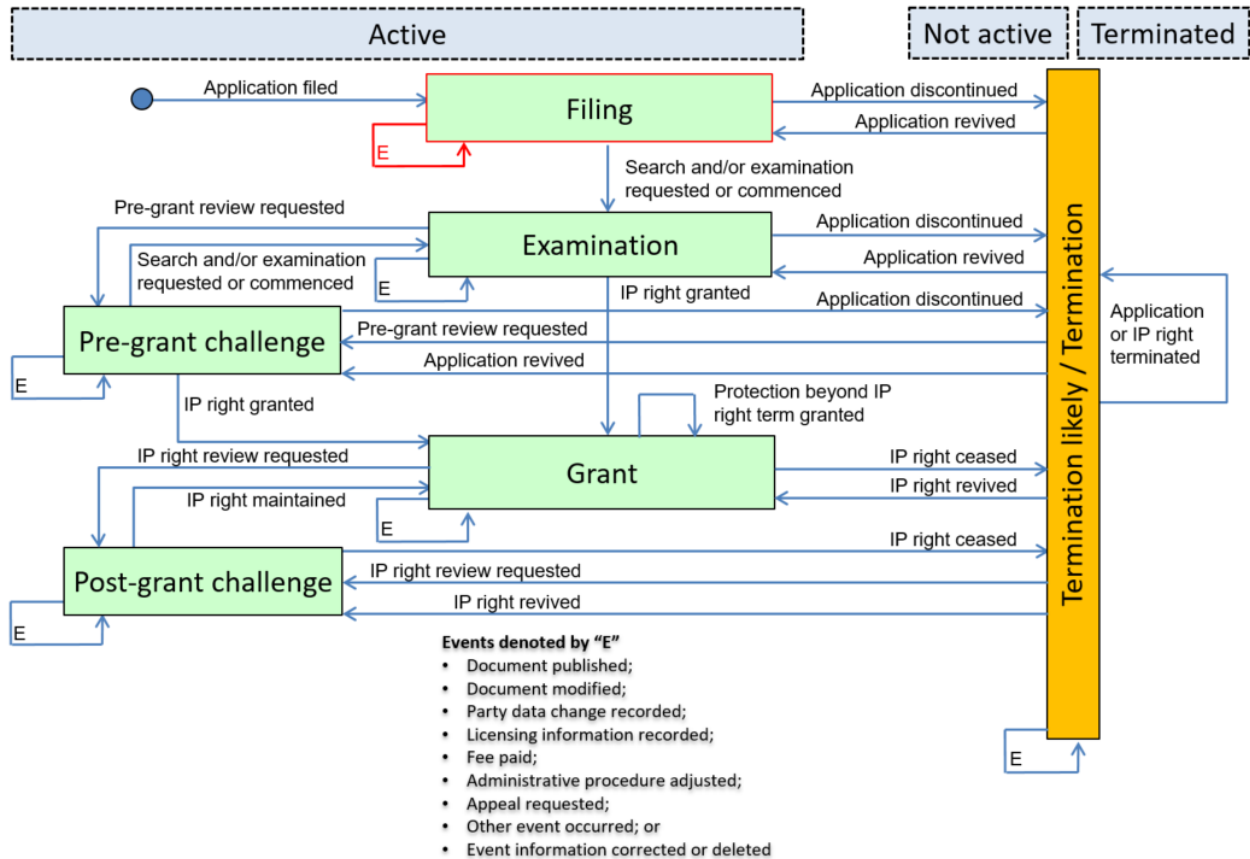 Active
Not active
Terminated
Application filed
Filing
Application discontinued
Application revived
E
Search and/or examination
requested or commenced
Pre-grant review requested
Examination
Application discontinued
Application revived
Search and/or examination
requested or commenced
E
IP right granted
Application discontinued
Pre-grant challenge
Pre-grant review requested
Application revived
E
Application
or IP right
terminated
Termination likely / Termination
IP right granted
Protection beyond IP
right term granted
IP right review requested
Grant
IP right ceased
IP right revived
IP right maintained
E
IP right ceased
Post-grant challenge
IP right review requested
IP right revived
E
Events denoted by “E”
• Document published;
• Document modified;
• Party data change recorded;
• Licensing information recorded;
• Fee paid;
• Administrative procedure adjusted;
• Appeal requested;
• Other event occurred; or
• Event information corrected or deleted
E